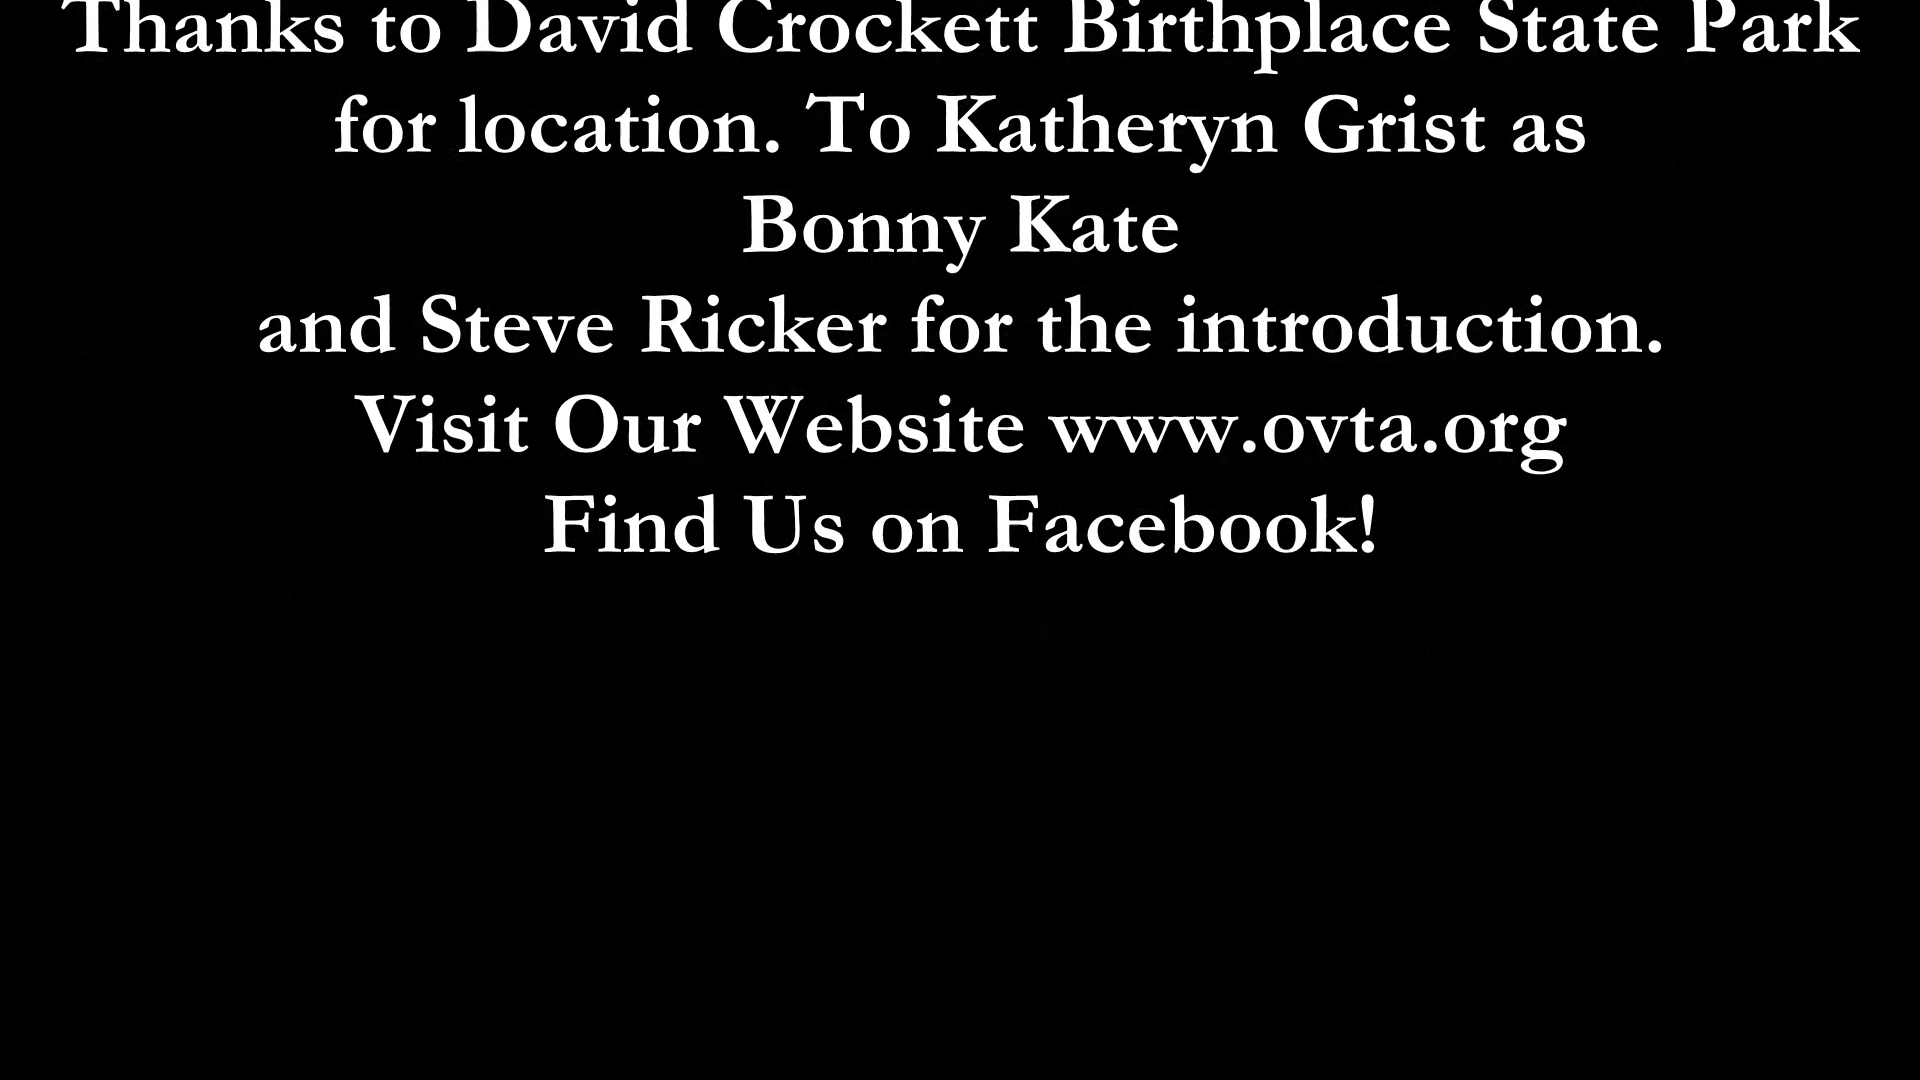 Thanks to David Crockett Birthplace State Park
for location. To Katheryn Grist as
Bonny Kate
and Steve Ricker for the introduction.
Visit Our Website www.ovta.org
Find Us on Facebook!